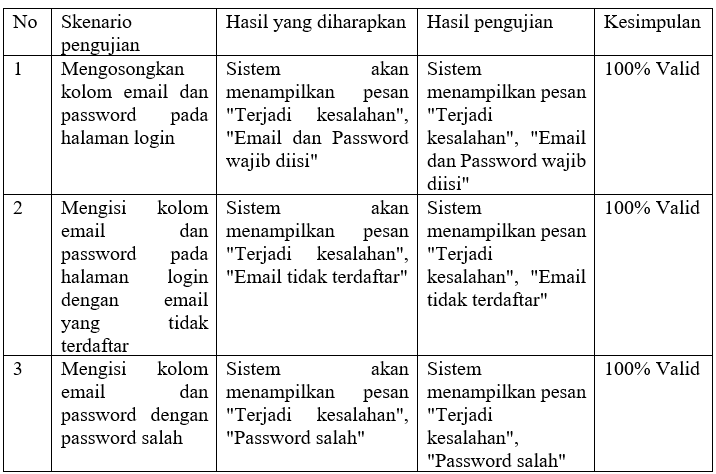 No
Skenario
pengujian
Hasil yang diharapkan
Hasil pengujian
Kesimpulan
1
Mengosongkan
kolom email dan
password pada
halaman login
Sistem akan
menampilkan pesan
"Terjadi kesalahan",
"Email dan Password
wajib diisi"
Sistem
menampilkan pesan
"Terjadi
kesalahan", "Email
dan Password wajib
diisi"
100% Valid
2
Mengisi kolom
email dan
password pada
halaman login
dengan email
yang tidak
terdaftar
Sistem akan
menampilkan pesan
"Terjadi kesalahan",
"Email tidak terdaftar"
Sistem
menampilkan pesan
"Terjadi
kesalahan", "Email
tidak terdaftar"
100% Valid
3
Mengisi kolom
email dan
password dengan
password salah
Sistem akan
menampilkan pesan
"Terjadi kesalahan",
"Password salah"
Sistem
menampilkan pesan
"Terjadi
kesalahan",
"Password salah"
100% Valid